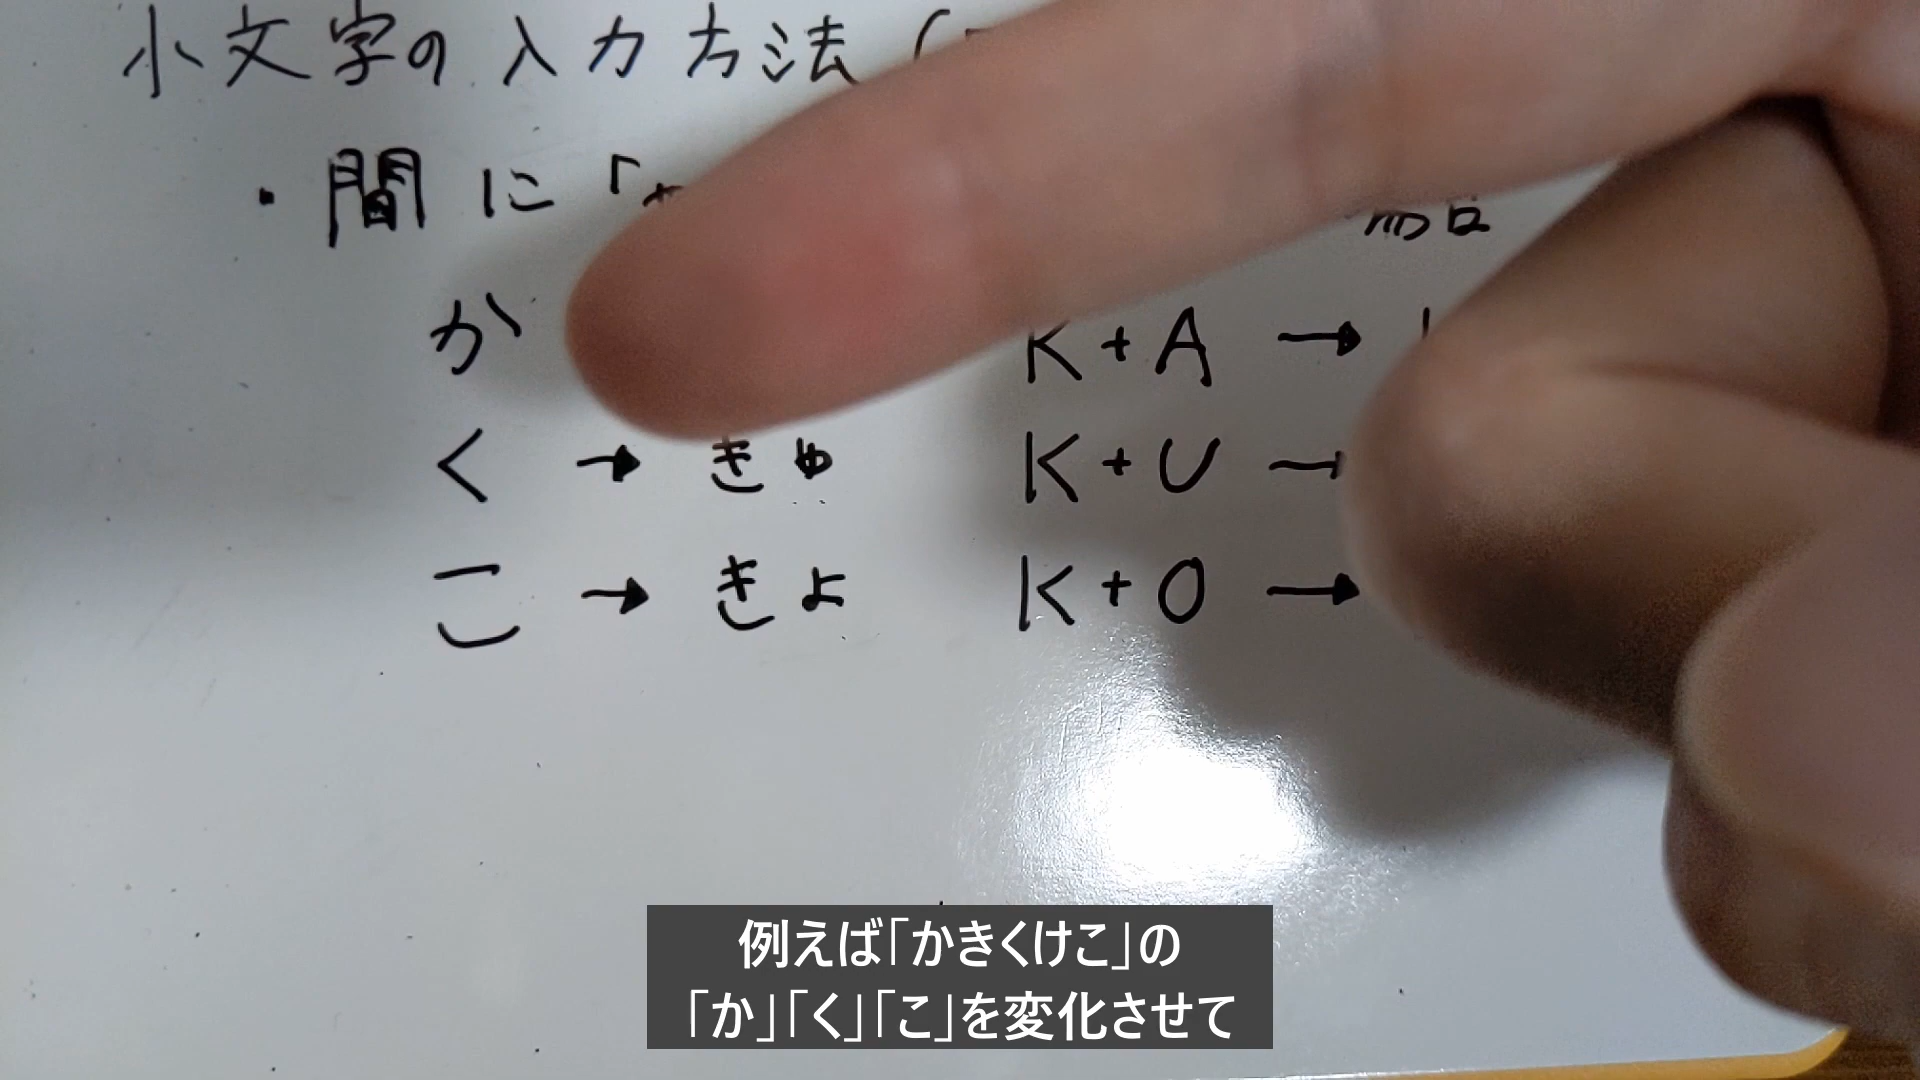 小文字の入力方法(
・間に「
か K+A→
く→きゅ K+U→
こ→きょ K+O→
例えば「かきくけこ」の
「か」「く」「こ」を変化させて